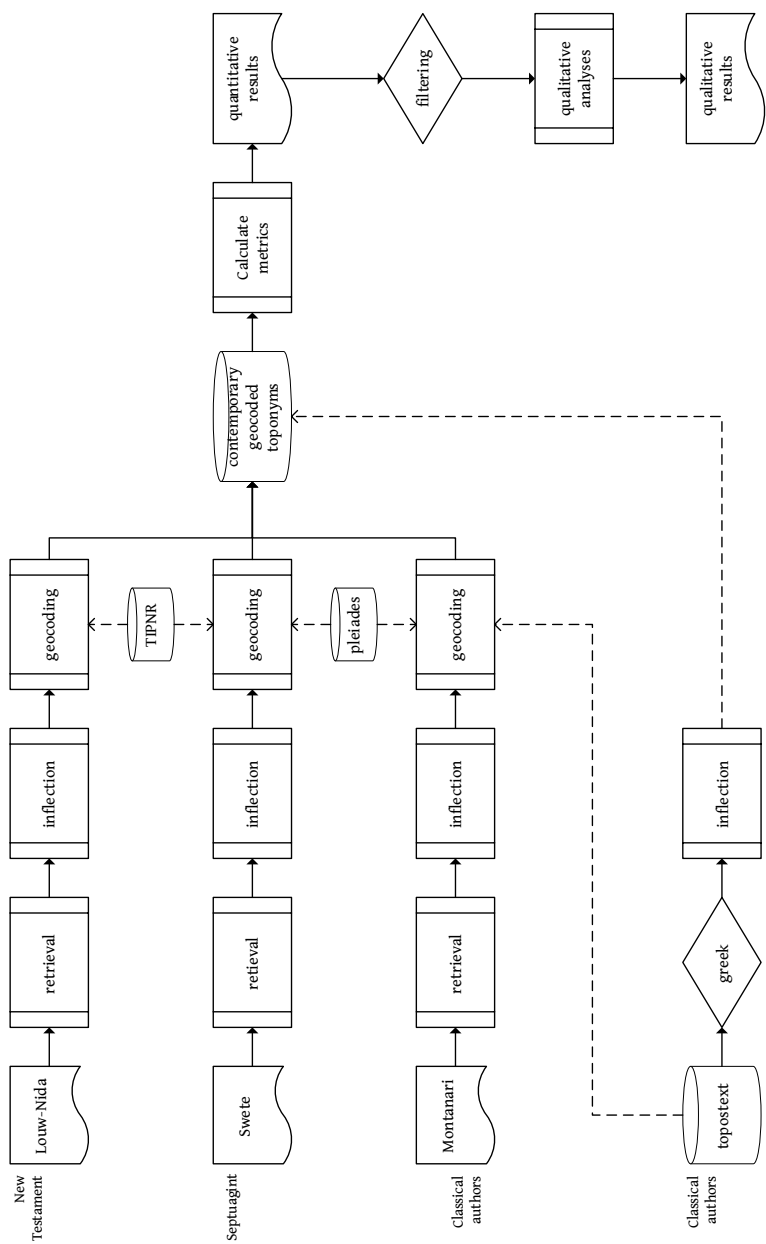 New
Testament
Louw-Nida
retrieval
inflection
geocoding
TIPNR
Septuagint
Swete
retieval
inflection
geocoding
pleiades
Classical
authors
Montanari
retrieval
inflection
geocoding
Classical
authors
topostext
greek
inflection
contemporary
geocoded
toponyms
Calculate
metrics
quantitative
results
filtering
qualitative
analyses
qualitative
results